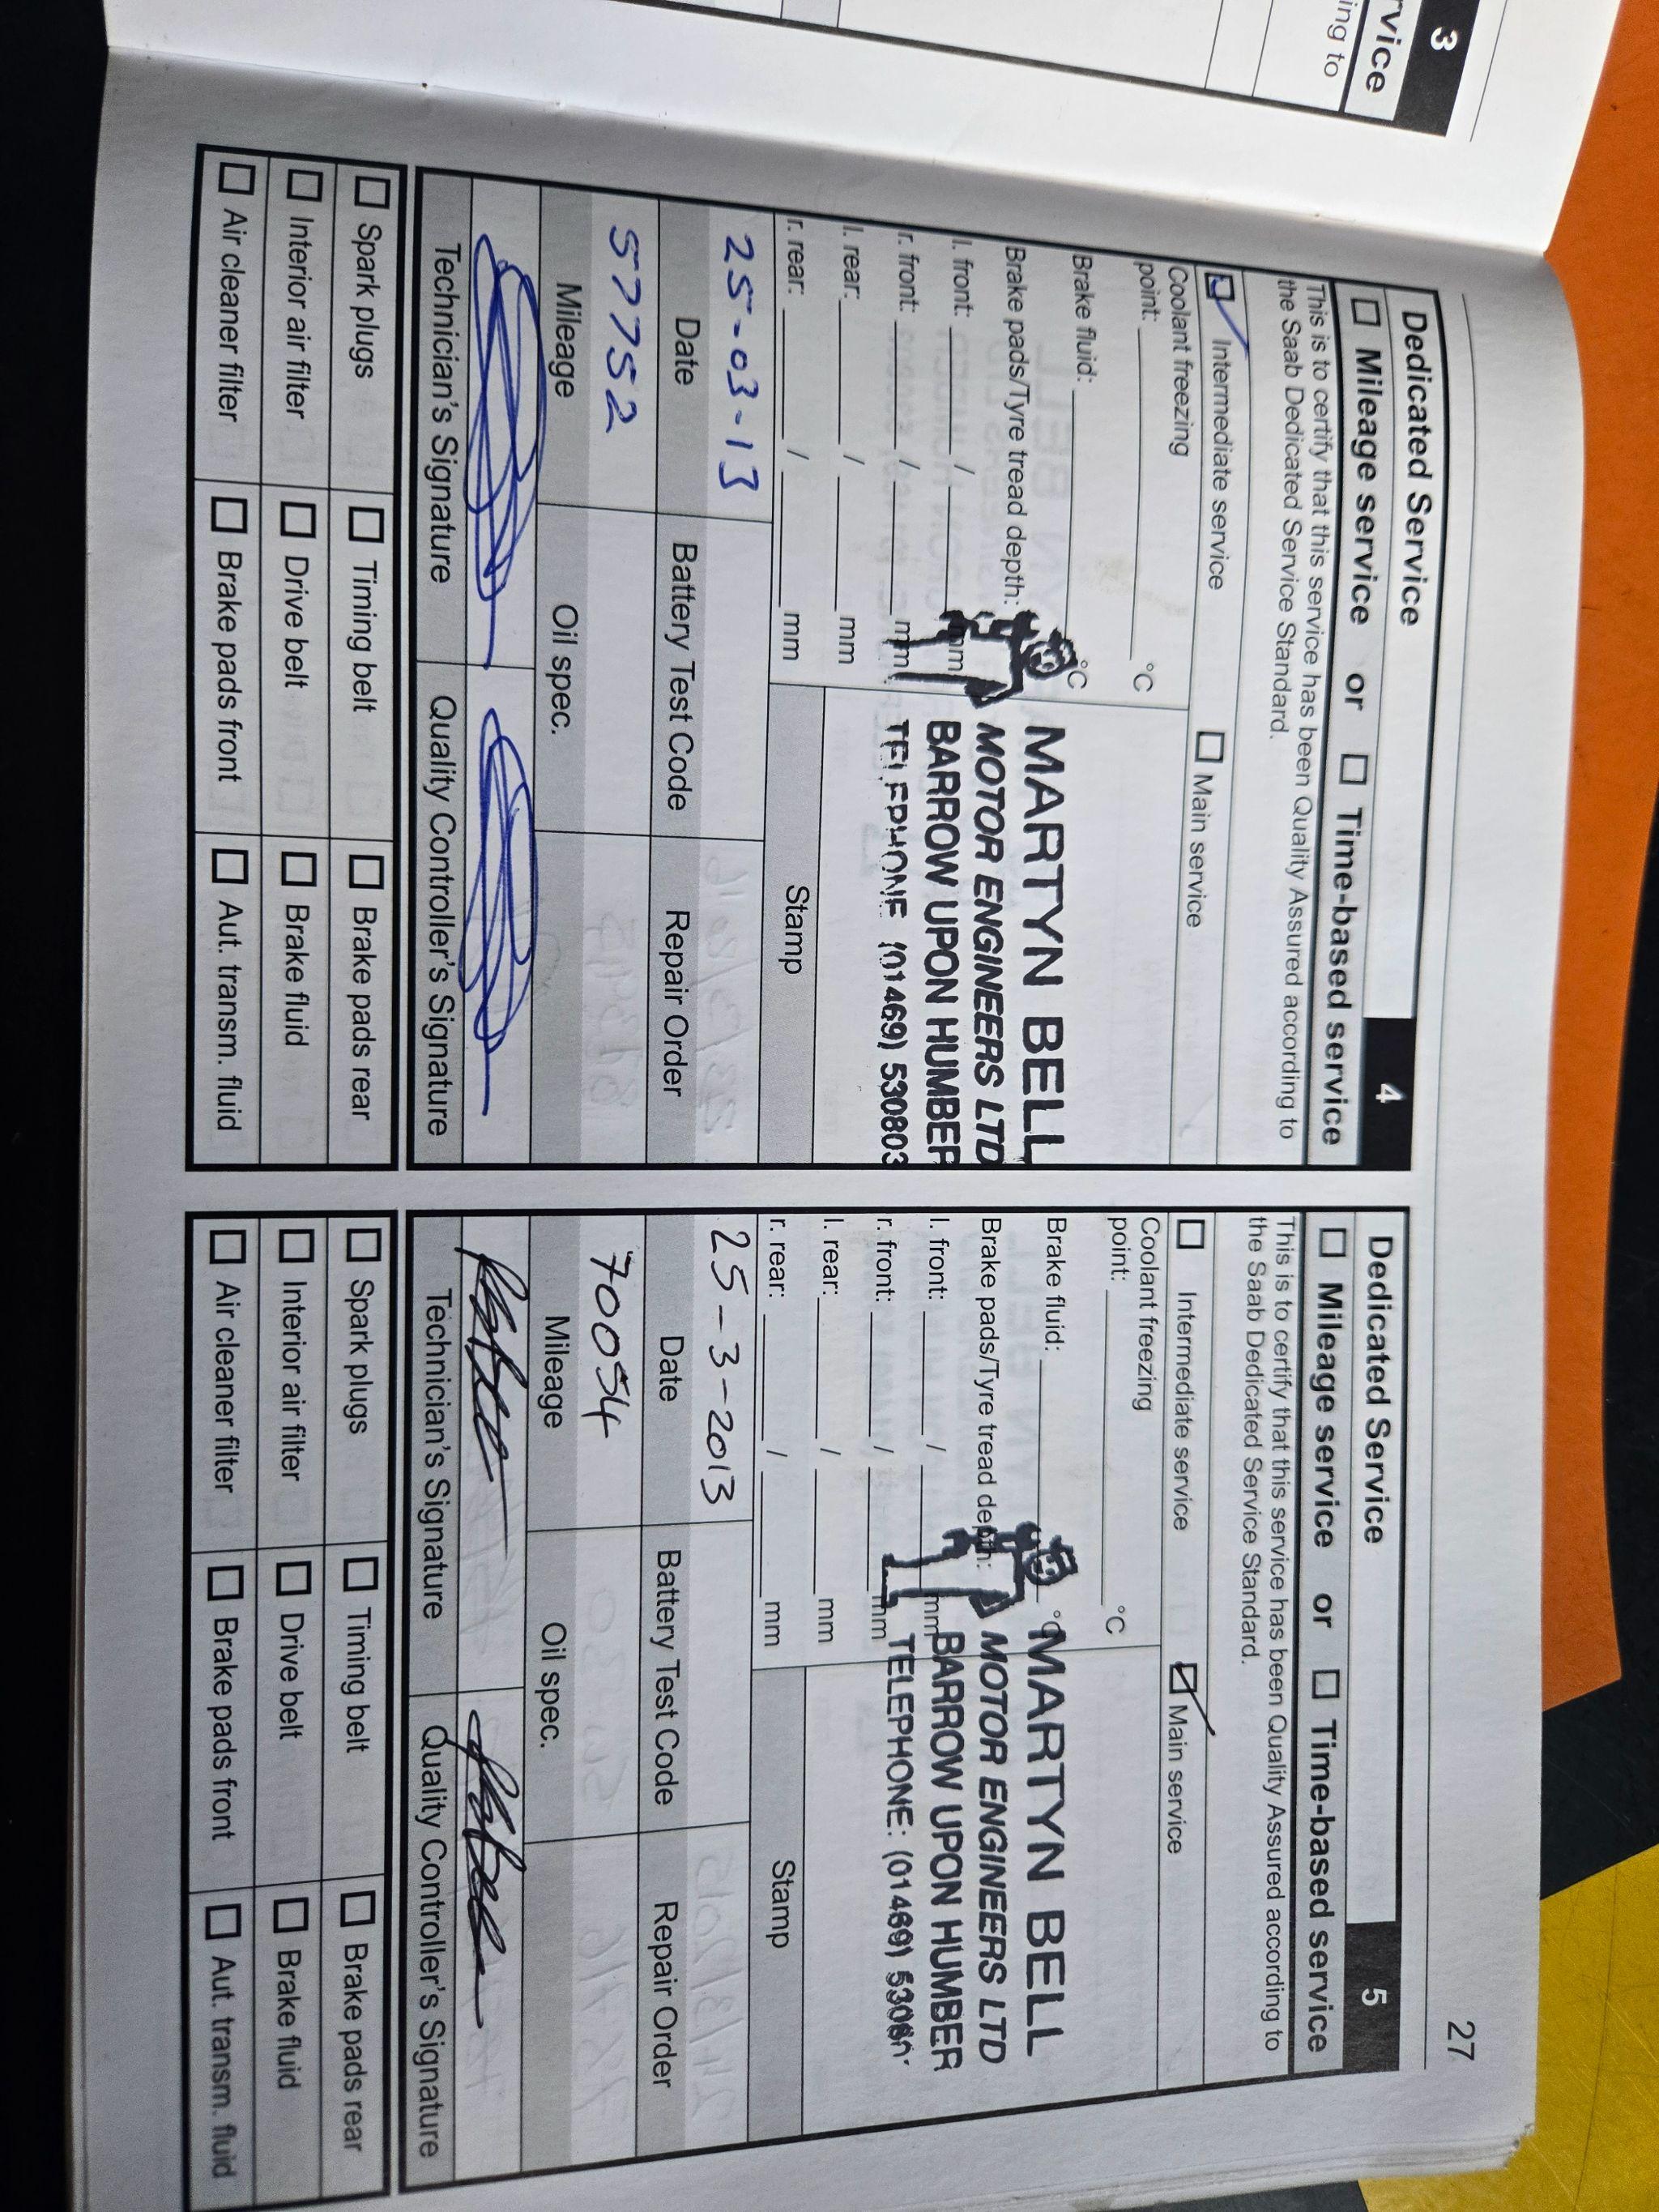 3
rvice
ing to
27
Dedicated Service 4
☐ Mileage service or ☐ Time-based service
This is to certify that this service has been Quality Assured according to
the Saab Dedicated Service Standard.
☑ Intermediate service ☐ Main service
Coolant freezing
point: °C
Brake fluid: °C
Brake pads/Tyre tread depth:
l. front: / mm
r. front: / mm
l. rear: / mm
r. rear: / mm
MARTYN BELL
MOTOR ENGINEERS LTD
BARROW UPON HUMBER
TELEPHONE (01469) 530803
Stamp
25-03-13
Date Battery Test Code Repair Order
57752
Mileage Oil spec.
Technician's Signature Quality Controller's Signature
☐ Spark plugs ☐ Timing belt ☐ Brake pads rear
☐ Interior air filter ☐ Drive belt ☐ Brake fluid
☐ Air cleaner filter ☐ Brake pads front ☐ Aut. transm. fluid
Dedicated Service 5
☐ Mileage service or ☐ Time-based service
This is to certify that this service has been Quality Assured according to
the Saab Dedicated Service Standard.
☐ Intermediate service ☑ Main service
Coolant freezing
point: °C
Brake fluid: °C
Brake pads/Tyre tread depth:
l. front: / mm
r. front: / mm
l. rear: / mm
r. rear: / mm
MARTYN BELL
MOTOR ENGINEERS LTD
BARROW UPON HUMBER
TELEPHONE: (01469)
Stamp
25-3-2013
Date Battery Test Code Repair Order
70054
Mileage Oil spec.
Technician's Signature Quality Controller's Signature
☐ Spark plugs ☐ Timing belt ☐ Brake pads rear
☐ Interior air filter ☐ Drive belt ☐ Brake fluid
☐ Air cleaner filter ☐ Brake pads front ☐ Aut. transm. fluid